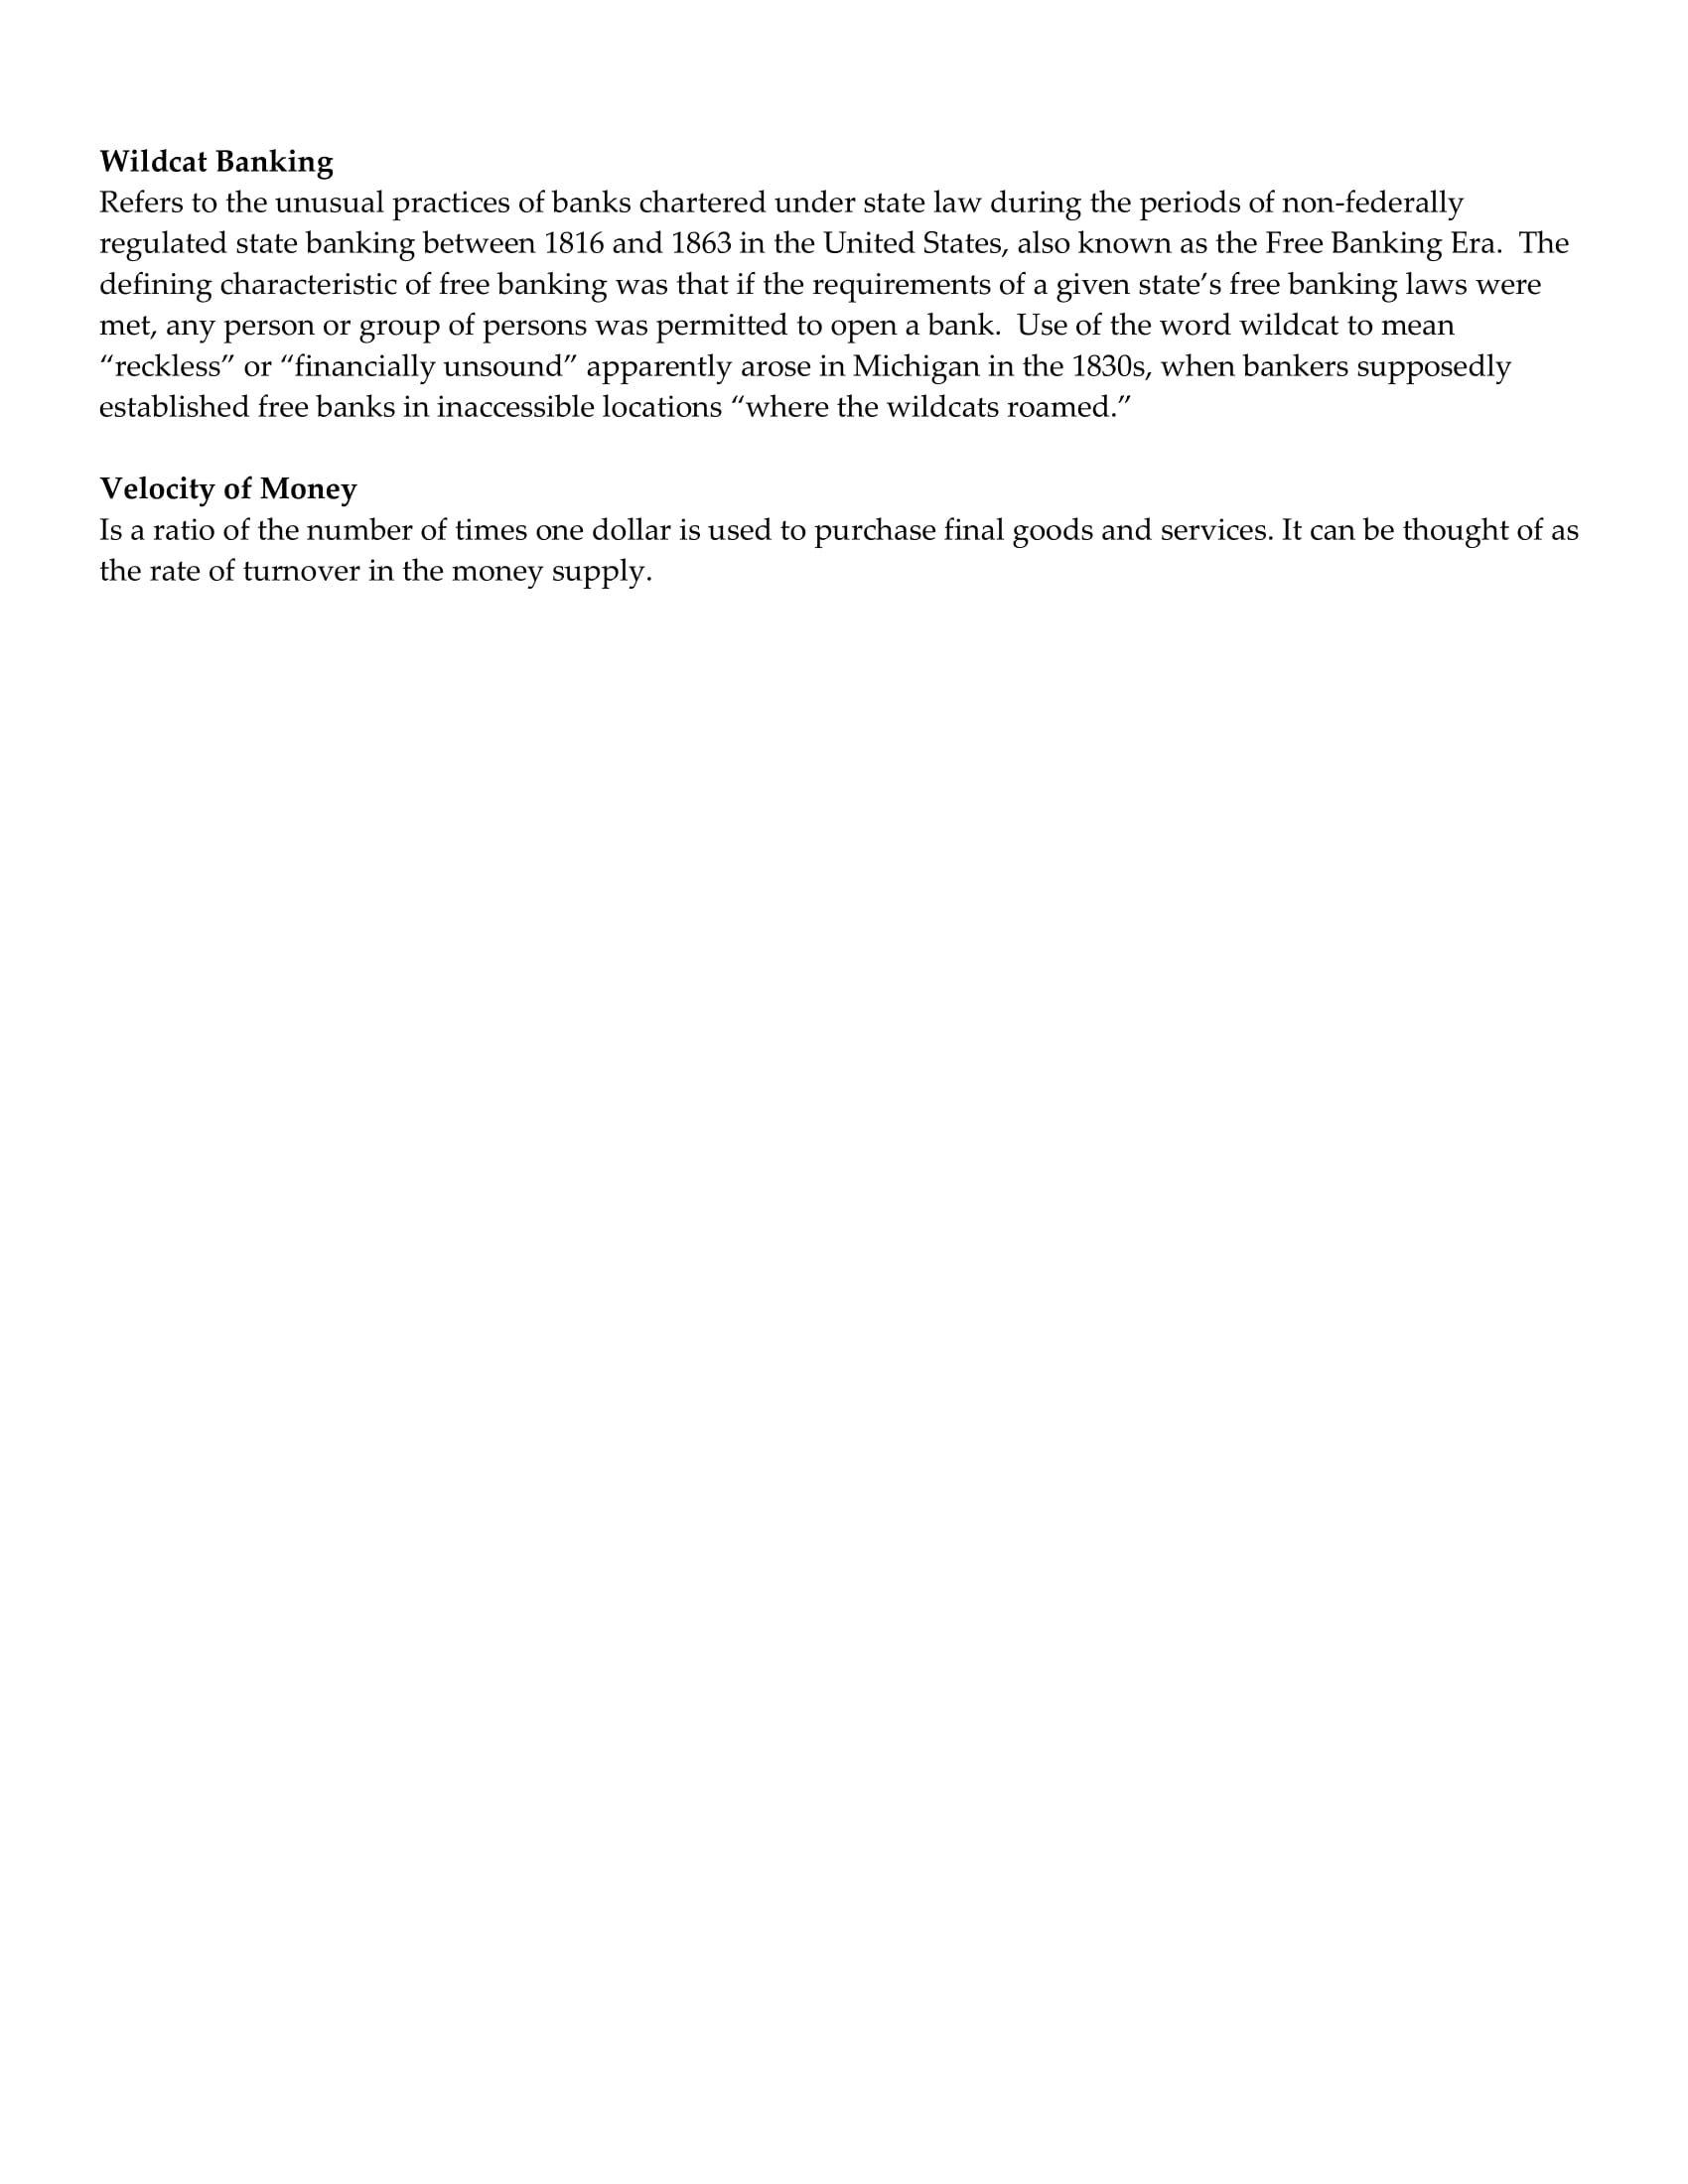 Wildcat Banking
Refers to the unusual practices of banks chartered under state law during the periods of non-federally
regulated state banking between 1816 and 1863 in the United States, also known as the Free Banking Era.  The
defining characteristic of free banking was that if the requirements of a given state’s free banking laws were
met, any person or group of persons was permitted to open a bank.  Use of the word wildcat to mean
“reckless” or “financially unsound” apparently arose in Michigan in the 1830s, when bankers supposedly
established free banks in inaccessible locations “where the wildcats roamed.”
Velocity of Money
Is a ratio of the number of times one dollar is used to purchase final goods and services. It can be thought of as
the rate of turnover in the money supply.